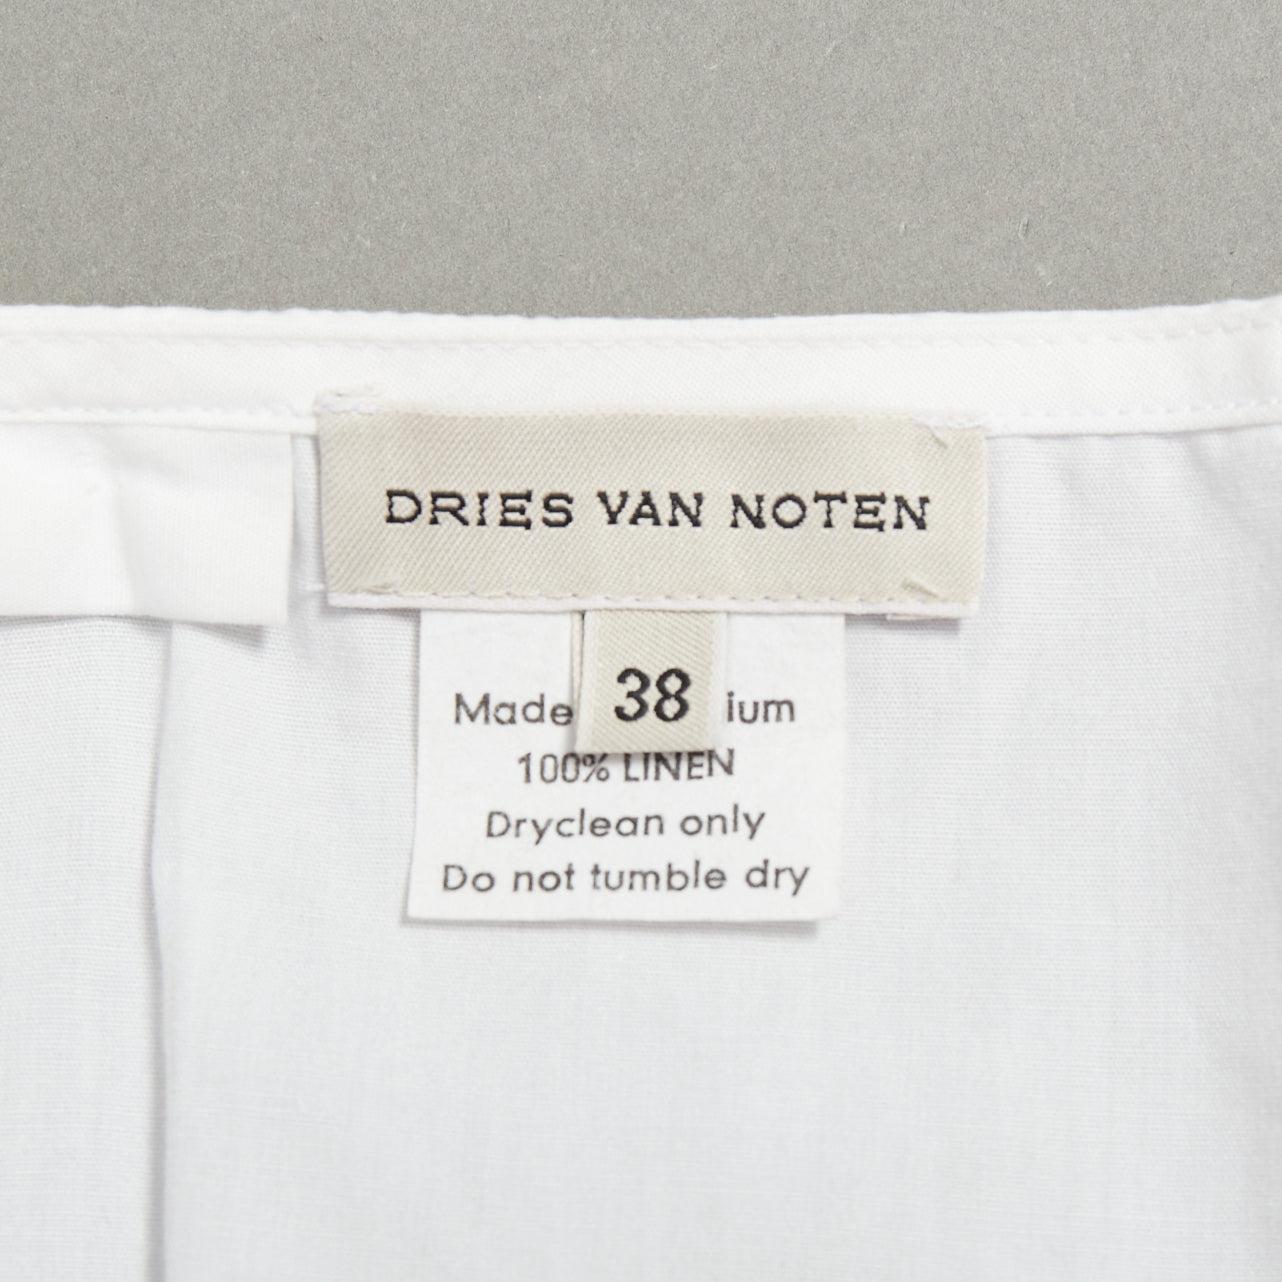 DRIES VAN NOTEN
38
Made ium
100% LINEN
Dryclean only
Do not tumble dry